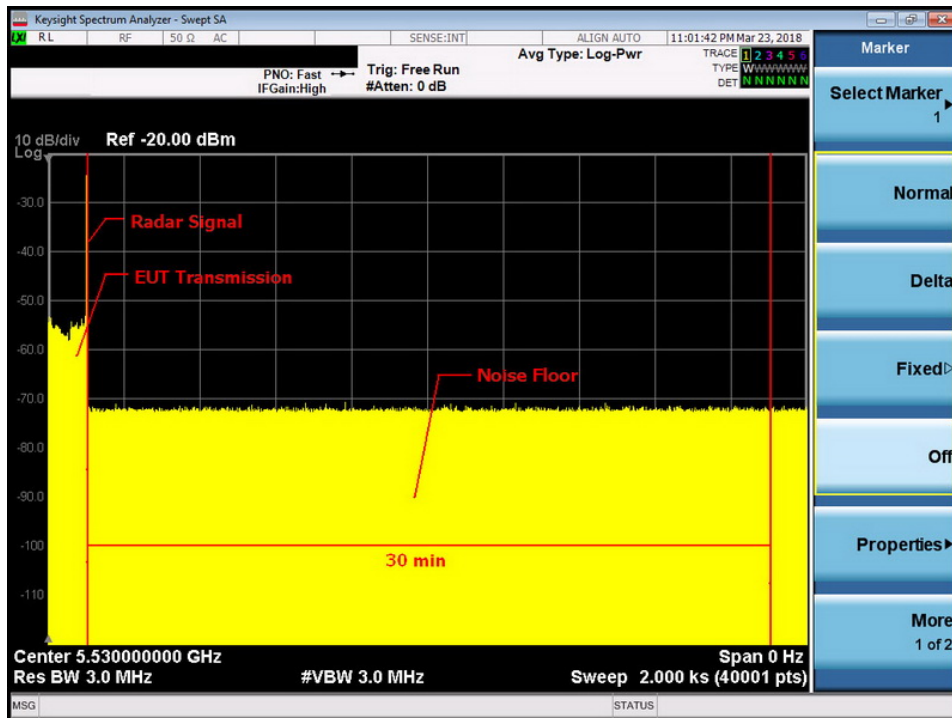 Keysight Spectrum Analyzer - Swept SA
LXI RL RF 50 Ω AC SENSE:INT ALIGN AUTO 11:01:42 PM Mar 23, 2018
Avg Type: Log-Pwr
TRACE 1 2 3 4 5 6
PNO: Fast
Trig: Free Run
TYPE WWWWWW
IFGain:High
#Atten: 0 dB
DET N N N N N N
10 dB/div Ref -20.00 dBm
Log
-30.0
Radar Signal
-40.0
EUT Transmission
-50.0
-60.0
Noise Floor
-70.0
-80.0
-90.0
-100
30 min
-110
Center 5.530000000 GHz Span 0 Hz
Res BW 3.0 MHz #VBW 3.0 MHz Sweep 2.000 ks (40001 pts)
MSG STATUS
Marker
Select Marker
1
Normal
Delta
Fixed
Off
Properties
More
1 of 2